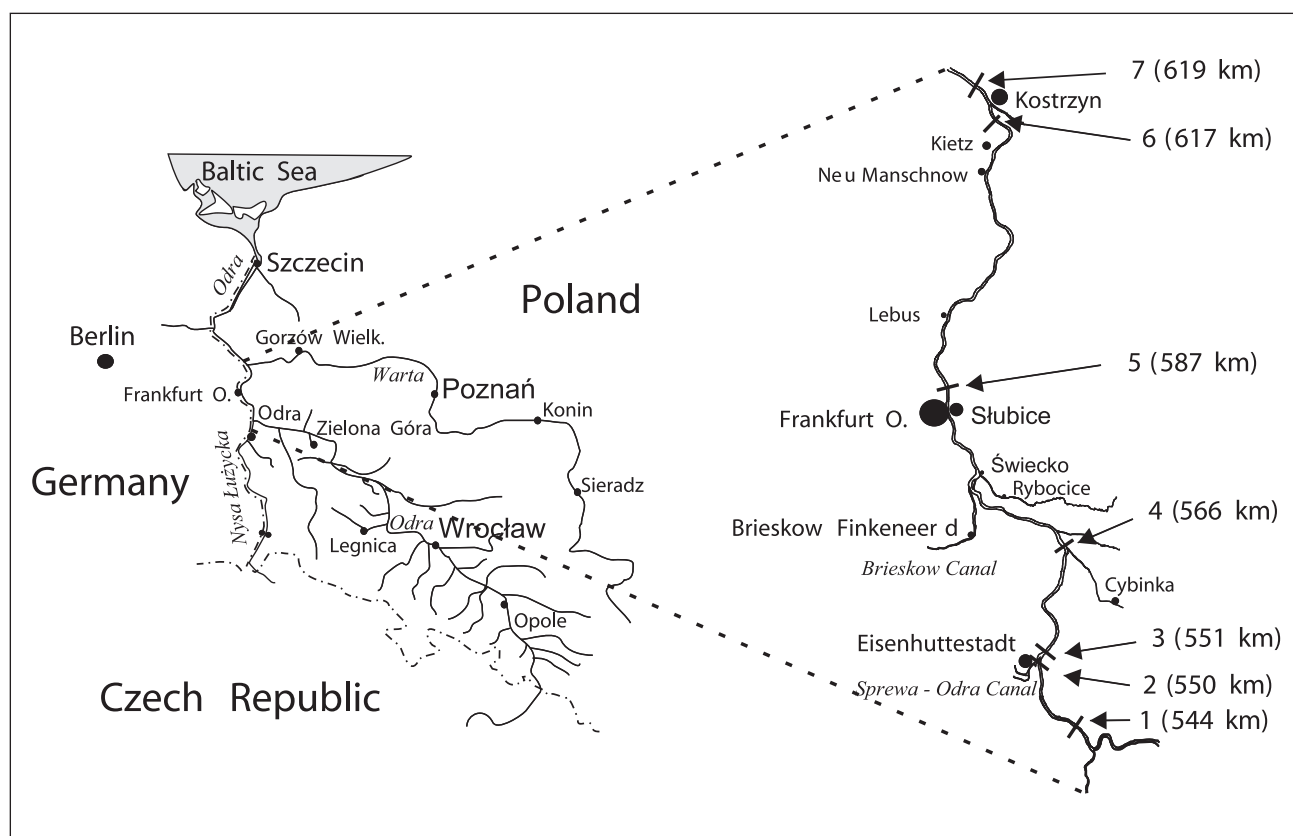 Baltic Sea
Odra
Szczecin
Poland
Berlin
Gorzów Wielk.
Warta
Poznań
Frankfurt O.
Odra
Konin
Zielona Góra
Nysa Łużycka
Germany
Sieradz
Odra
Wrocław
Legnica
Opole
Czech Republic
7 (619 km)
Kostrzyn
6 (617 km)
Kietz
Neu Manschnow
Lebus
5 (587 km)
Frankfurt O.
Słubice
Świecko
Rybocice
4 (566 km)
Brieskow Finkeneer d
Brieskow Canal
Cybinka
Eisenhuttestadt
3 (551 km)
Sprewa - Odra Canal
2 (550 km)
1 (544 km)